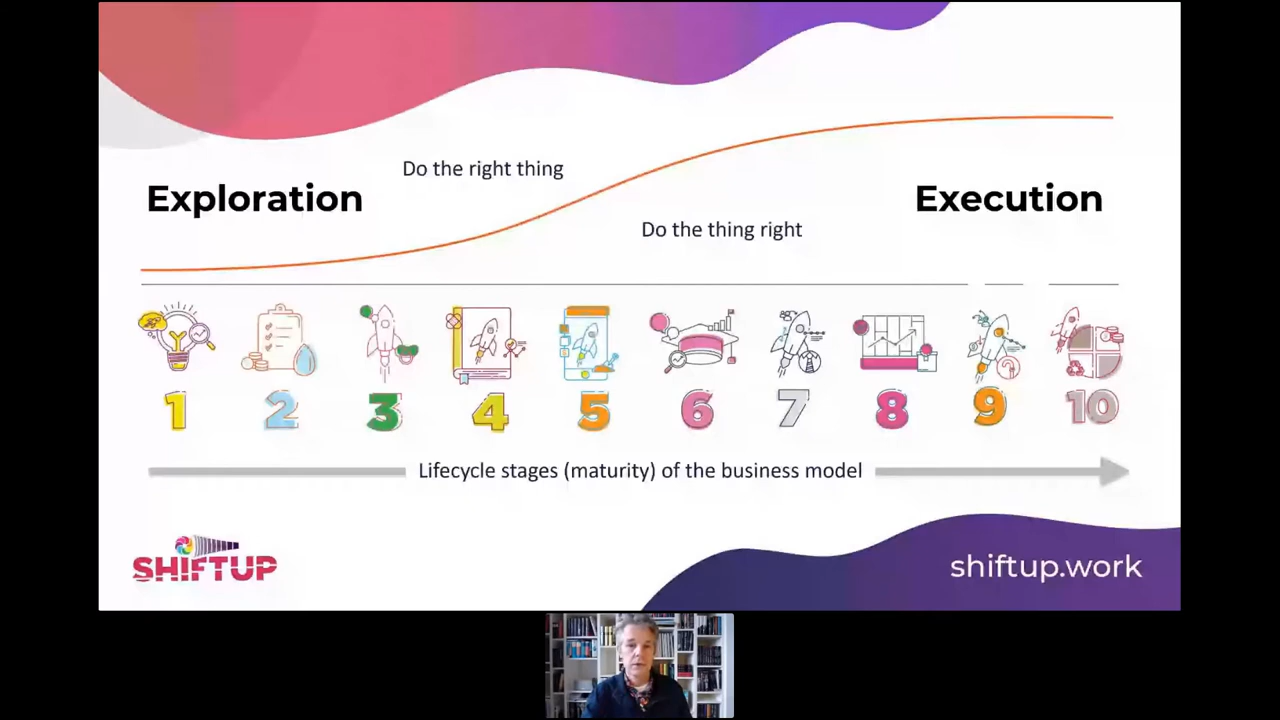 Do the right thing
Exploration
Execution
Do the thing right
1 2 3 4 5 6 7 8 9 10
Lifecycle stages (maturity) of the business model
SHIFTUP
shiftup.work